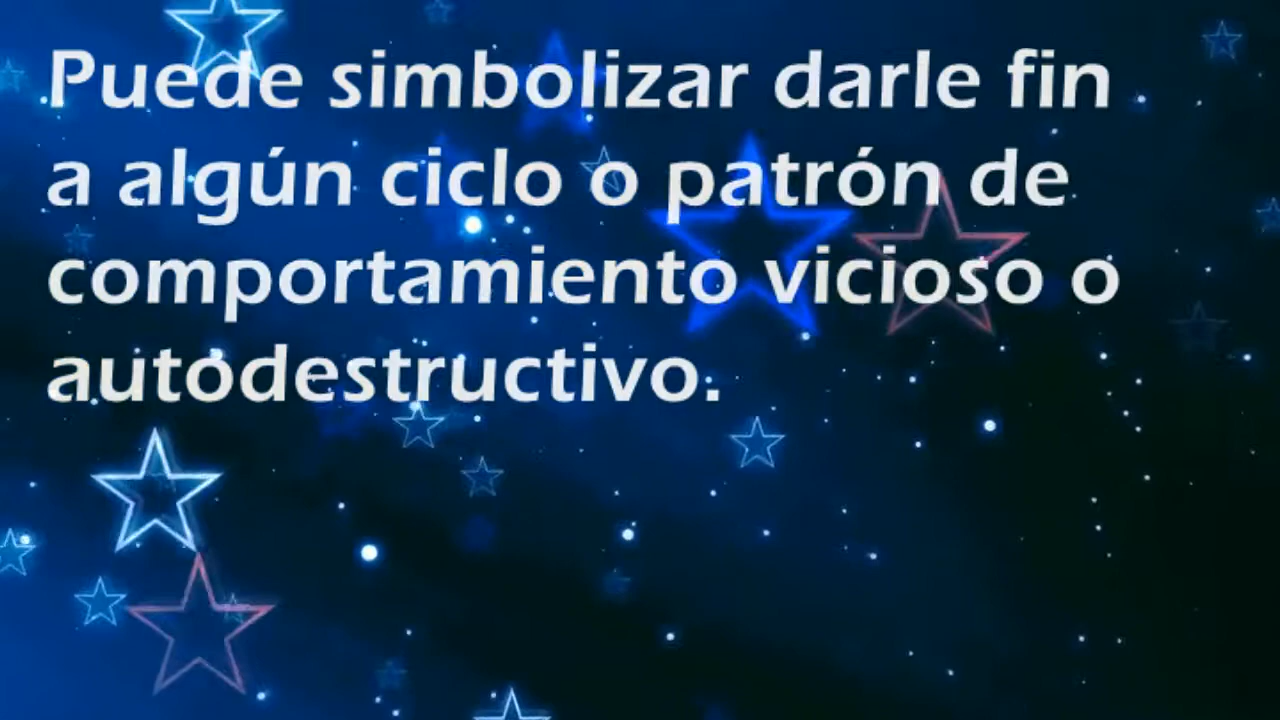 Puede simbolizar darle fin
a algún ciclo o patrón de
comportamiento vicioso o
autodestructivo.